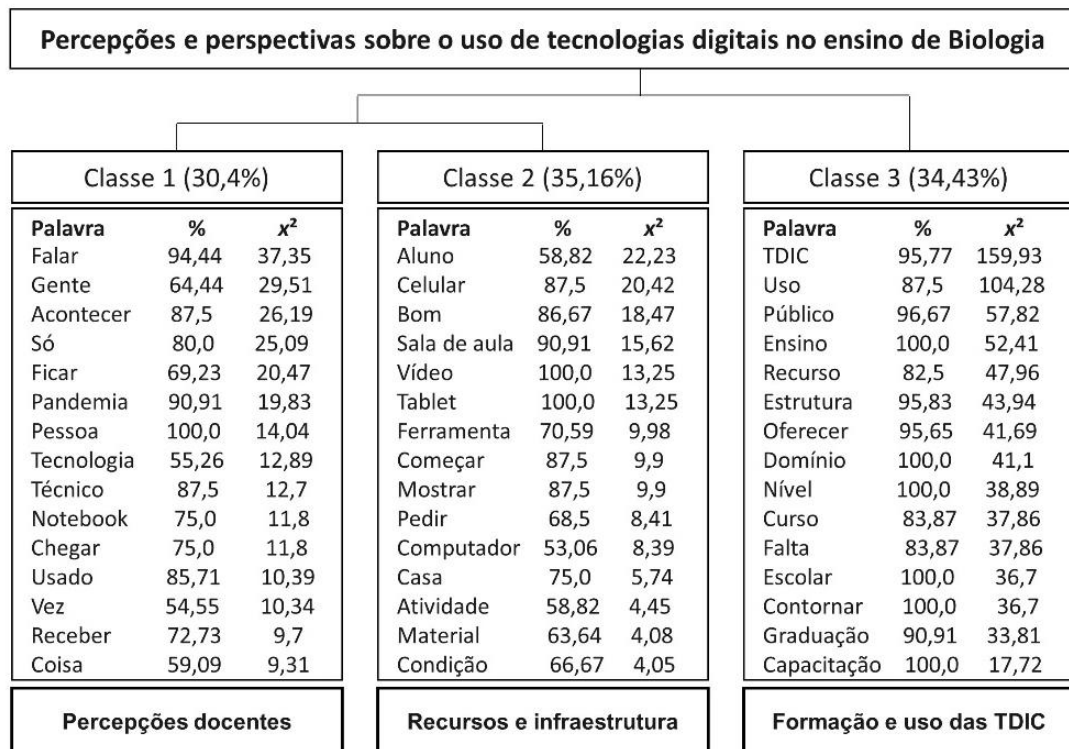 Percepções e perspectivas sobre o uso de tecnologias digitais no ensino de Biologia
Classe 1 (30,4%)
Palavra % x²
Falar 94,44 37,35
Gente 64,44 29,51
Acontecer 87,5 26,19
Só 80,0 25,09
Ficar 69,23 20,47
Pandemia 90,91 19,83
Pessoa 100,0 14,04
Tecnologia 55,26 12,89
Técnico 87,5 12,7
Notebook 75,0 11,8
Chegar 75,0 11,8
Usado 85,71 10,39
Vez 54,55 10,34
Receber 72,73 9,7
Coisa 59,09 9,31
Percepções docentes
Classe 2 (35,16%)
Palavra % x²
Aluno 58,82 22,23
Celular 87,5 20,42
Bom 86,67 18,47
Sala de aula 90,91 15,62
Vídeo 100,0 13,25
Tablet 100,0 13,25
Ferramenta 70,59 9,98
Começar 87,5 9,9
Mostrar 87,5 9,9
Pedir 68,5 8,41
Computador 53,06 8,39
Casa 75,0 5,74
Atividade 58,82 4,45
Material 63,64 4,08
Condição 66,67 4,05
Recursos e infraestrutura
Classe 3 (34,43%)
Palavra % x²
TDIC 95,77 159,93
Uso 87,5 104,28
Público 96,67 57,82
Ensino 100,0 52,41
Recurso 82,5 47,96
Estrutura 95,83 43,94
Oferecer 95,65 41,69
Domínio 100,0 41,1
Nível 100,0 38,89
Curso 83,87 37,86
Falta 83,87 37,86
Escolar 100,0 36,7
Contornar 100,0 36,7
Graduação 90,91 33,81
Capacitação 100,0 17,72
Formação e uso das TDIC